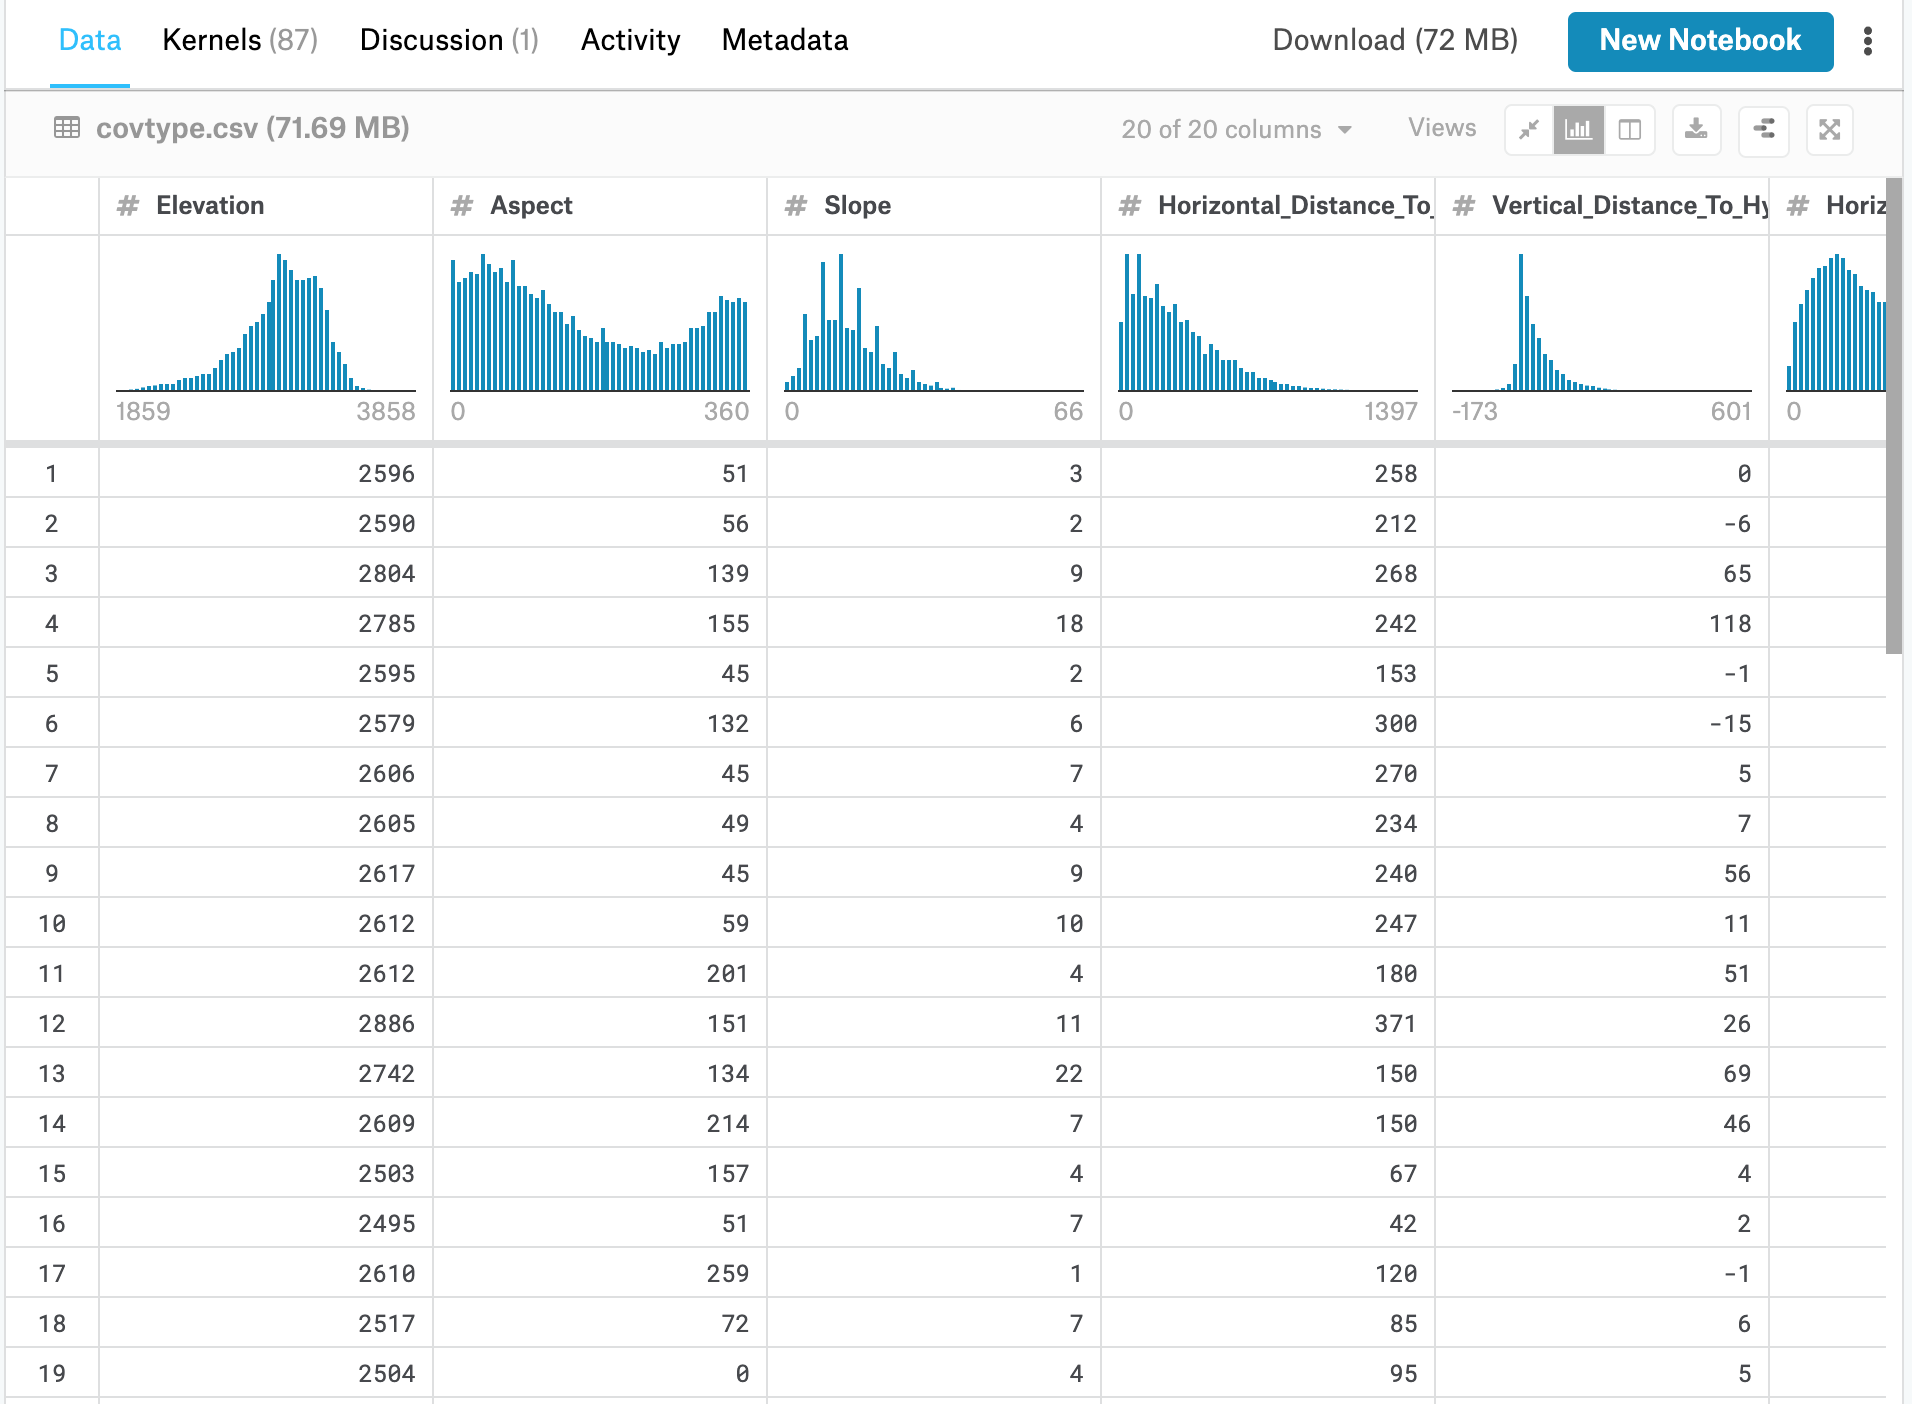 Data Kernels (87) Discussion (1) Activity Metadata Download (72 MB) New Notebook
covtype.csv (71.69 MB) 20 of 20 columns Views
# Elevation # Aspect # Slope # Horizontal_Distance_To_ # Vertical_Distance_To_Hy # Horiz
1859 3858 0 360 0 66 0 1397 -173 601 0
1 2596 51 3 258 0
2 2590 56 2 212 -6
3 2804 139 9 268 65
4 2785 155 18 242 118
5 2595 45 2 153 -1
6 2579 132 6 300 -15
7 2606 45 7 270 5
8 2605 49 4 234 7
9 2617 45 9 240 56
10 2612 59 10 247 11
11 2612 201 4 180 51
12 2886 151 11 371 26
13 2742 134 22 150 69
14 2609 214 7 150 46
15 2503 157 4 67 4
16 2495 51 7 42 2
17 2610 259 1 120 -1
18 2517 72 7 85 6
19 2504 0 4 95 5